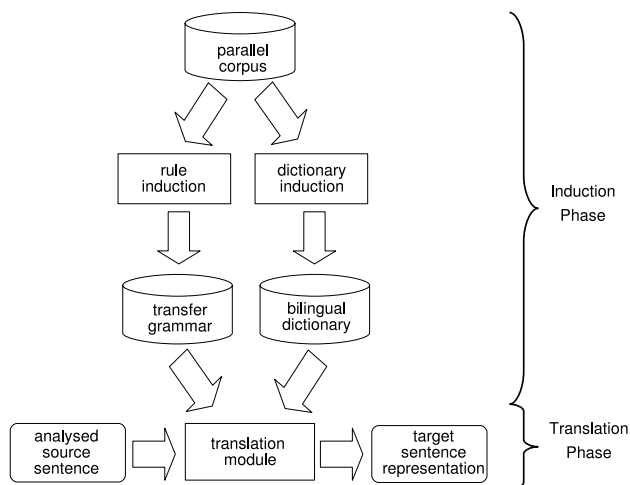 parallel
corpus
rule
induction
dictionary
induction
Induction
Phase
transfer
grammar
bilingual
dictionary
analysed
source
sentence
translation
module
target
sentence
representation
Translation
Phase